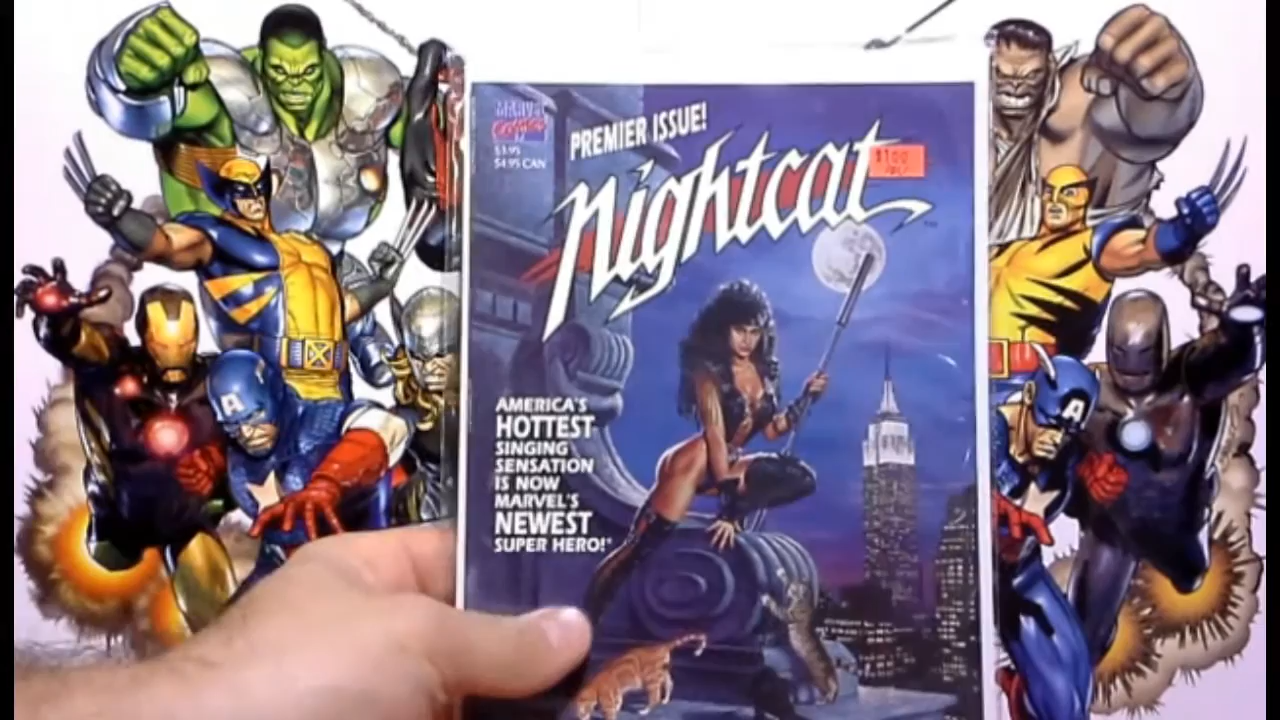 MARVEL
COMICS
$3.95
$4.95 CAN
PREMIER ISSUE!
Nightcat
$1.00
AMERICA'S
HOTTEST
SINGING
SENSATION
IS NOW
MARVEL'S
NEWEST
SUPER HERO!*
A
A